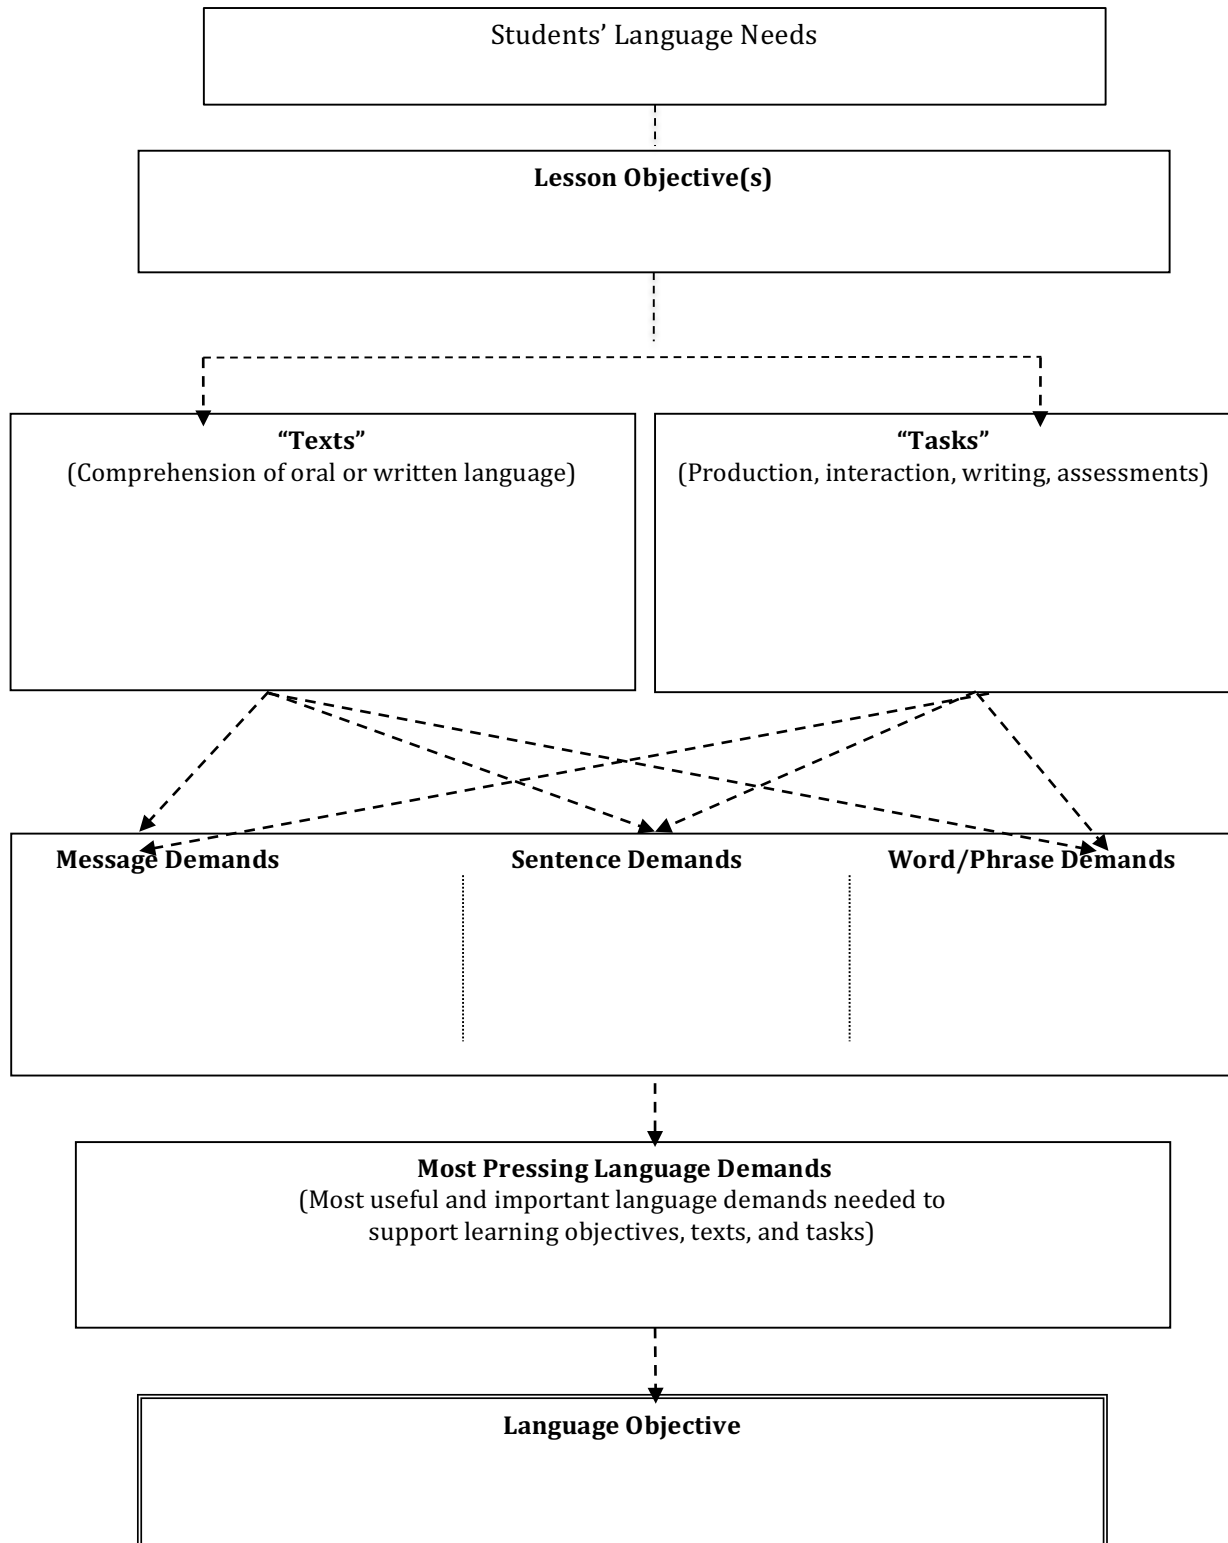 Students’ Language Needs
Lesson Objective(s)
“Texts”
(Comprehension of oral or written language)
“Tasks”
(Production, interaction, writing, assessments)
Message Demands
Sentence Demands
Word/Phrase Demands
Most Pressing Language Demands
(Most useful and important language demands needed to
support learning objectives, texts, and tasks)
Language Objective